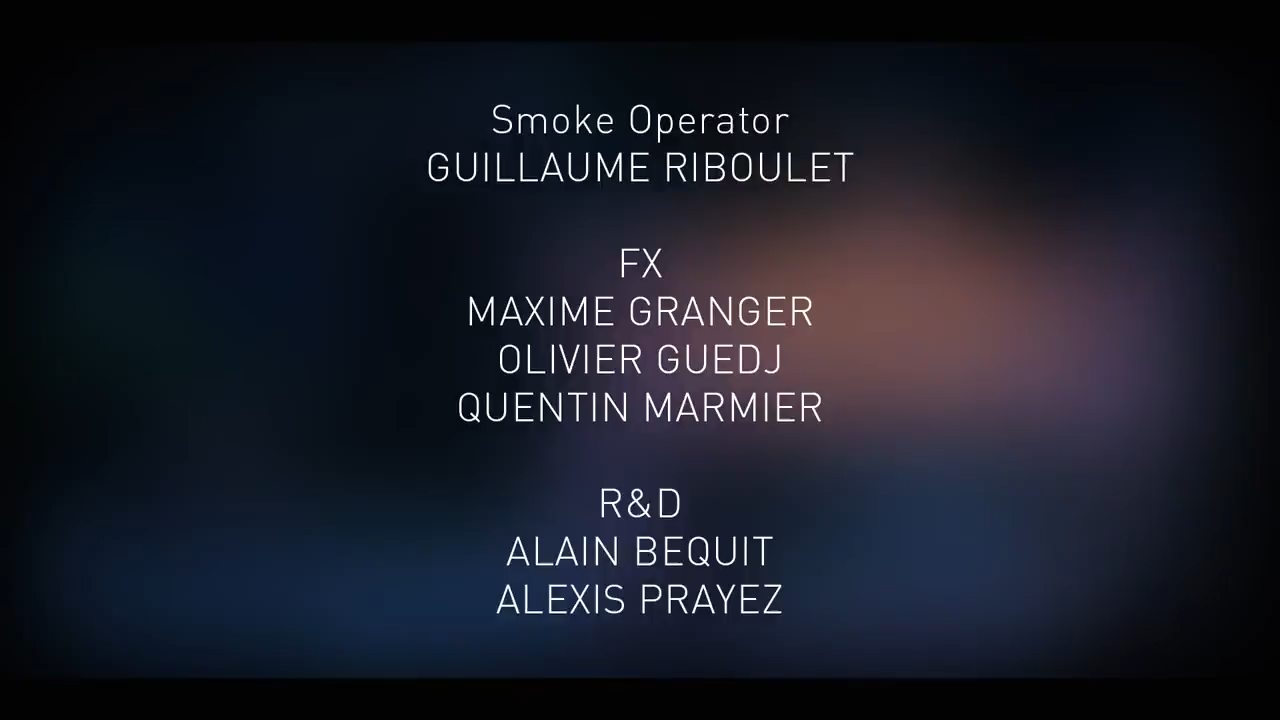 Smoke Operator
GUILLAUME RIBOULET
FX
MAXIME GRANGER
OLIVIER GUEDJ
QUENTIN MARMIER
R&D
ALAIN BEQUIT
ALEXIS PRAYEZ